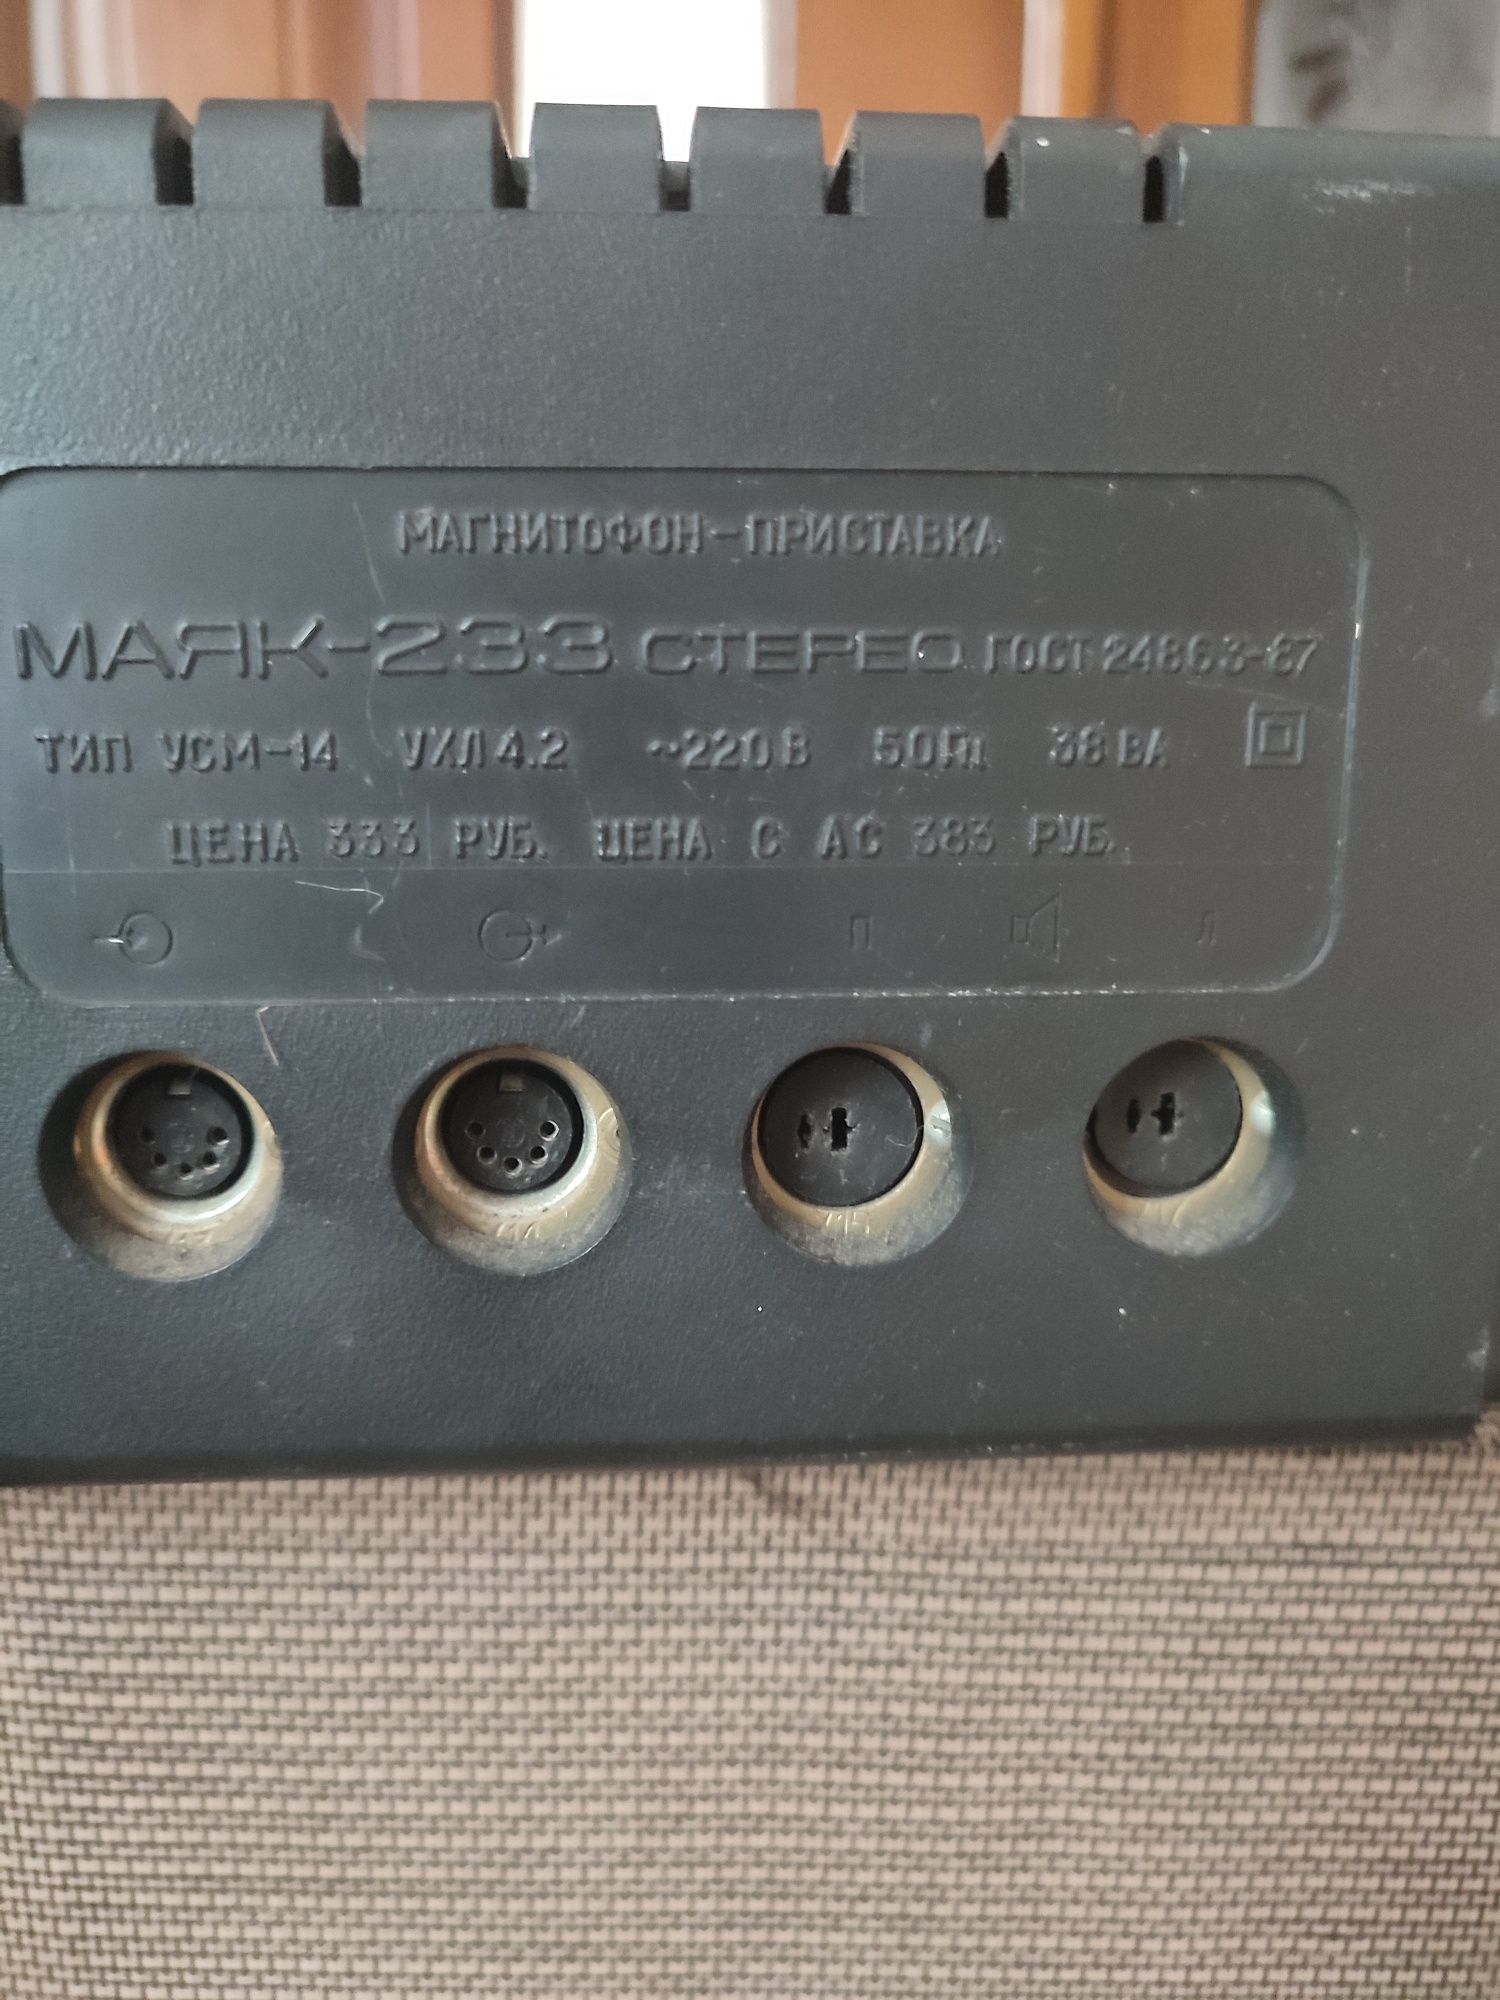 МАГНИТОФОН-ПРИСТАВКА
МАЯК-233 СТЕРЕО ГОСТ 24863-87
ТИП УСМ-14 УХЛ 4.2 ~220 В 50Гц 38 ВА
ЦЕНА 333 РУБ. ЦЕНА С АС 383 РУБ.
П Л